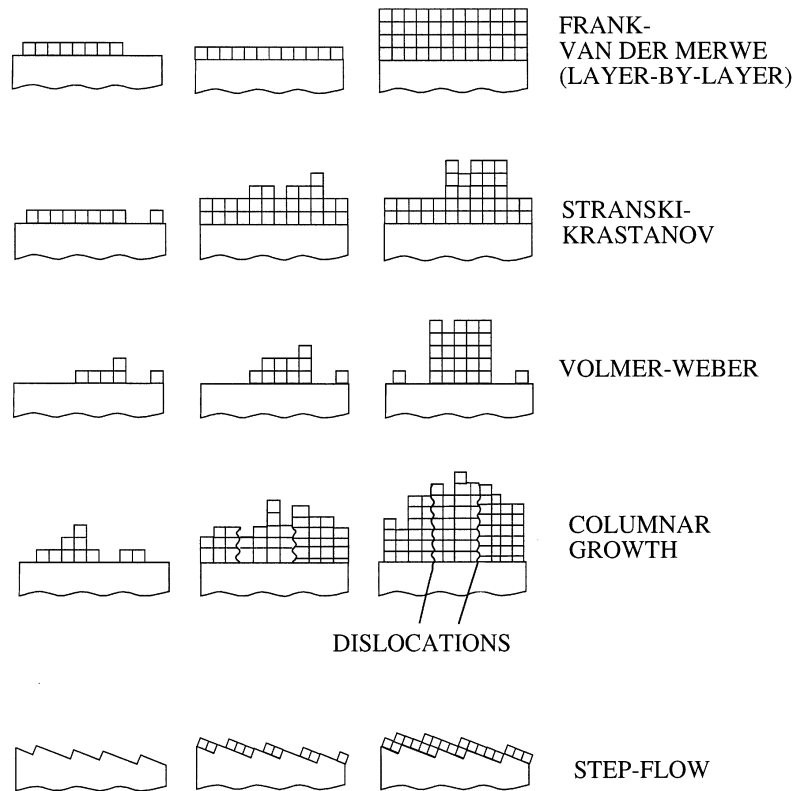 FRANK-
VAN DER MERWE
(LAYER-BY-LAYER)
STRANSKI-
KRASTANOV
VOLMER-WEBER
COLUMNAR
GROWTH
DISLOCATIONS
STEP-FLOW